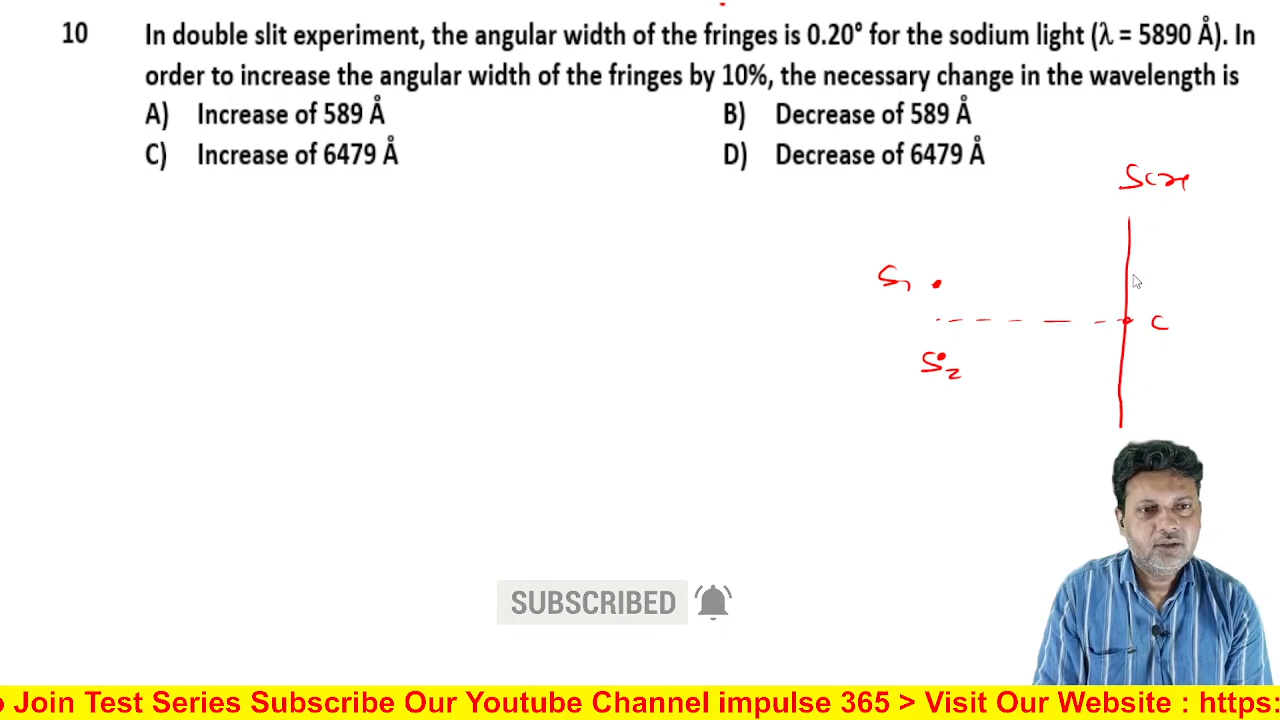 10 In double slit experiment, the angular width of the fringes is 0.20° for the sodium light (λ = 5890 Å). In
order to increase the angular width of the fringes by 10%, the necessary change in the wavelength is
A) Increase of 589 Å B) Decrease of 589 Å
C) Increase of 6479 Å D) Decrease of 6479 Å
S1
C
S2
SUBSCRIBED
Join Test Series Subscribe Our Youtube Channel impulse 365 > Visit Our Website : https: